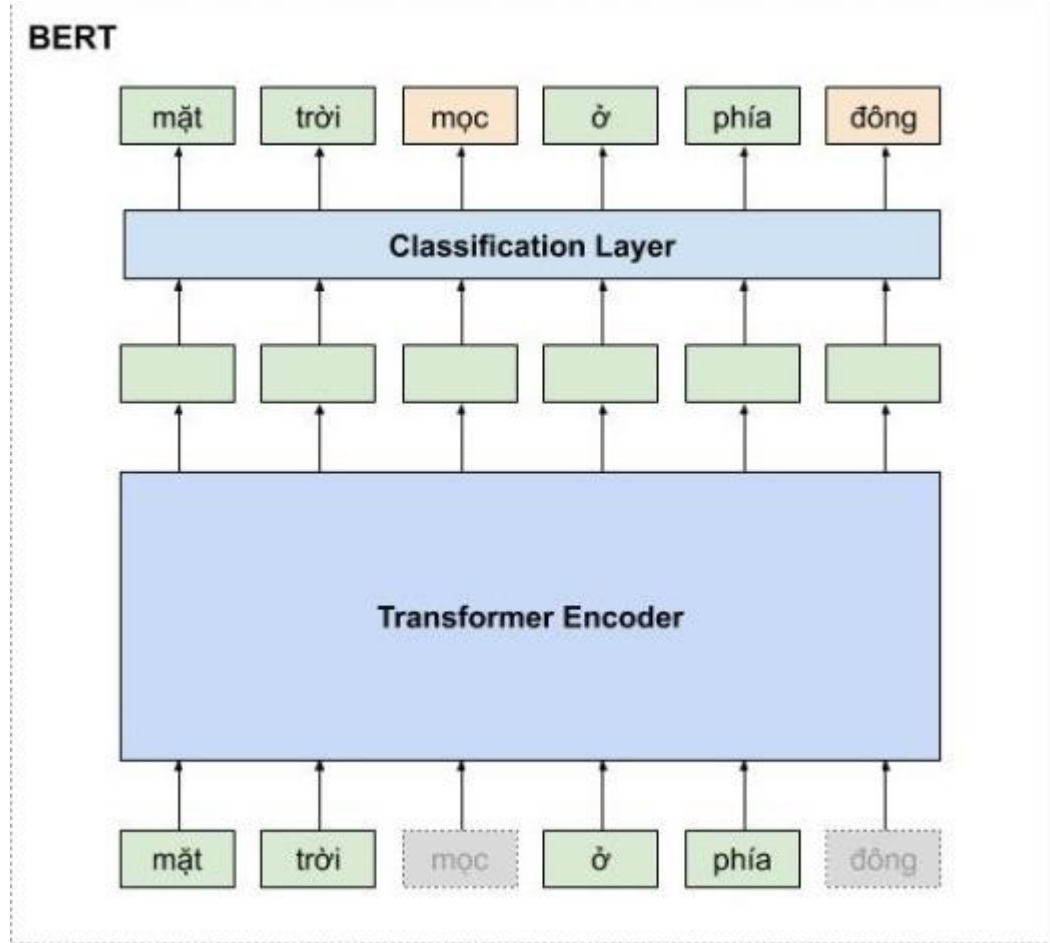 BERT
mặt trời mọc ở phía đông
Classification Layer
Transformer Encoder
mặt trời mọc ở phía đông